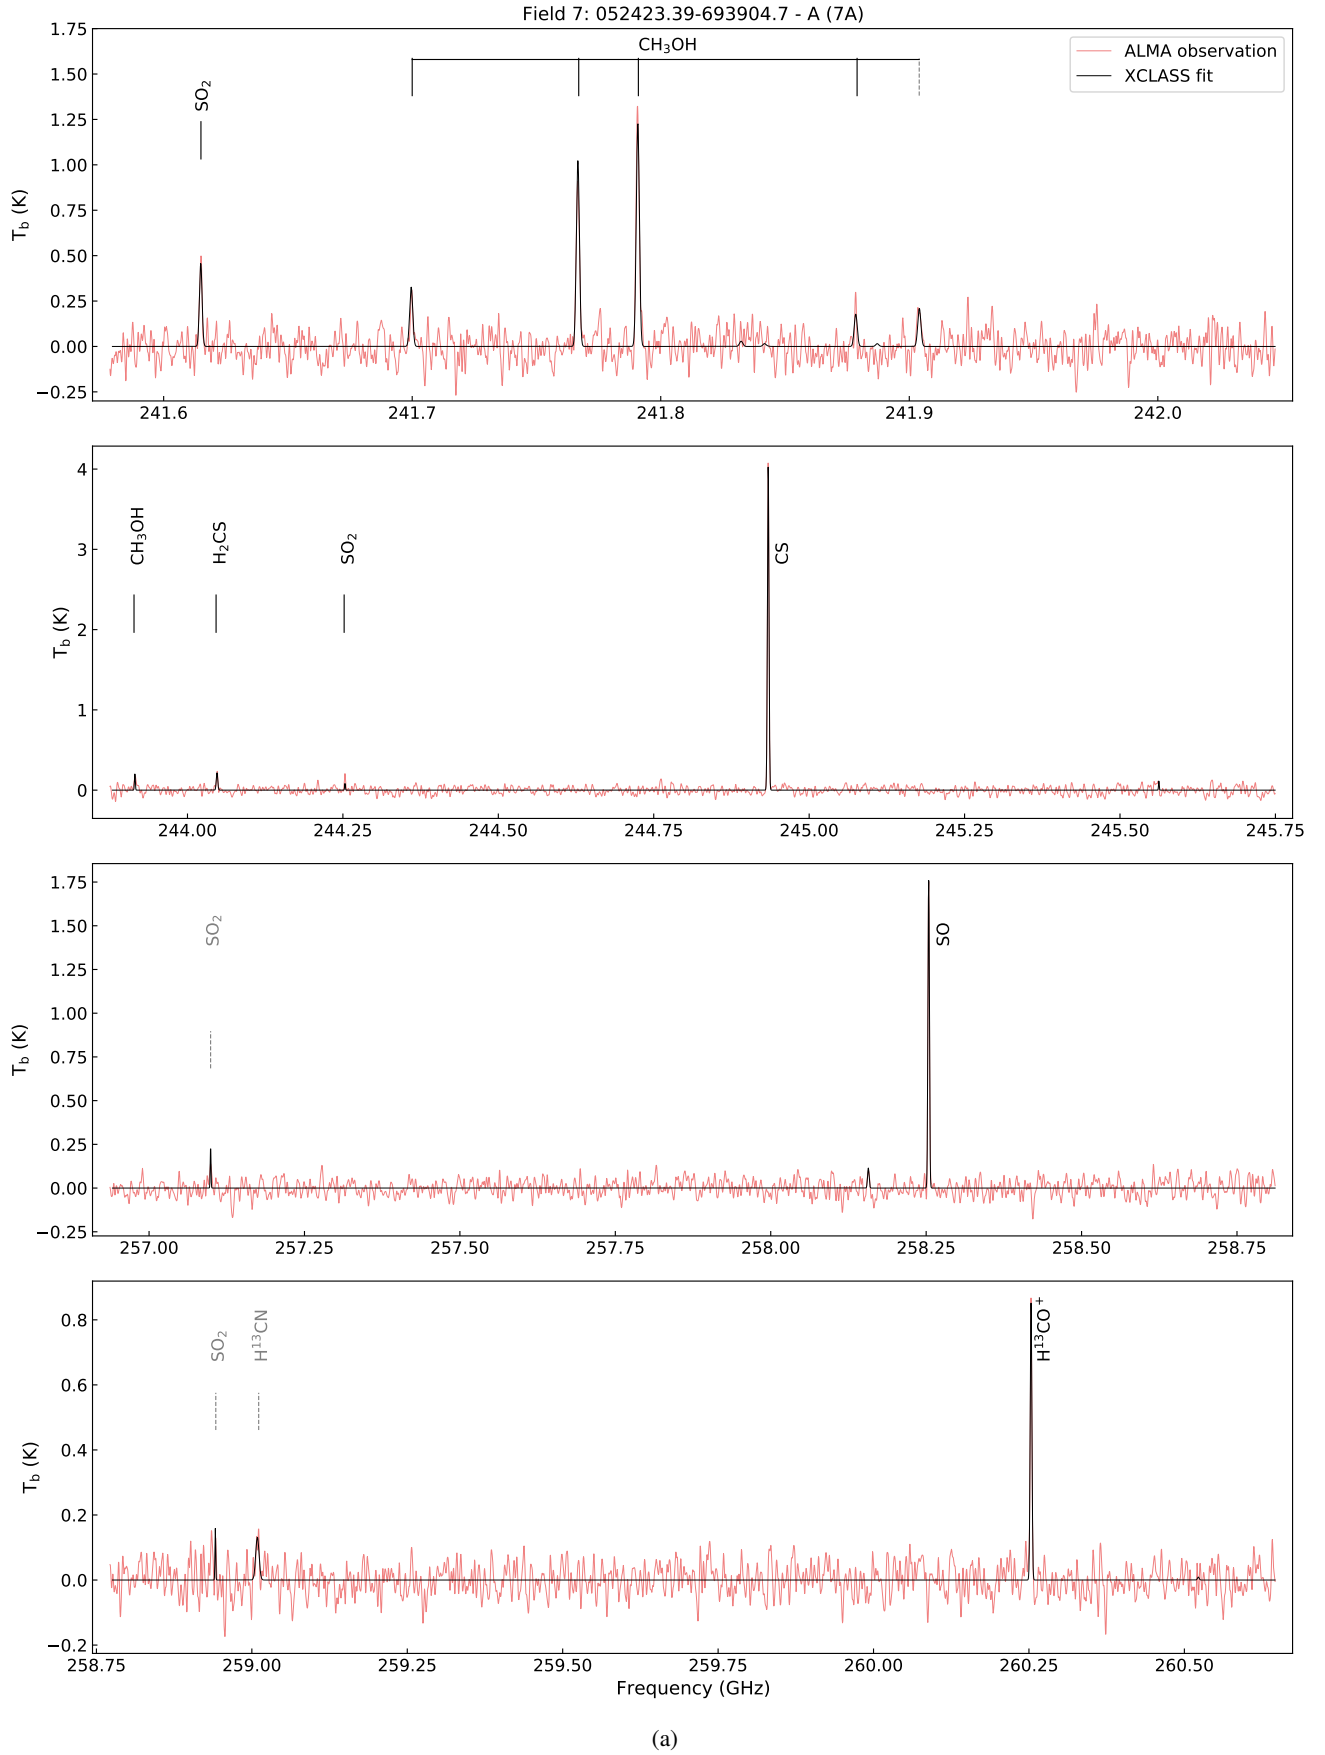 Field 7: 052423.39-693904.7 - A (7A)
CH₃OH
ALMA observation
XCLASS fit
SO₂
T_b (K)
1.75
1.50
1.25
1.00
0.75
0.50
0.25
0.00
−0.25
241.6 241.7 241.8 241.9 242.0
CH₃OH
H₂CS
SO₂
CS
T_b (K)
4
3
2
1
0
244.00 244.25 244.50 244.75 245.00 245.25 245.50 245.75
SO₂
SO
T_b (K)
1.75
1.50
1.25
1.00
0.75
0.50
0.25
0.00
−0.25
257.00 257.25 257.50 257.75 258.00 258.25 258.50 258.75
SO₂
H¹³CN
H¹³CO⁺
T_b (K)
0.8
0.6
0.4
0.2
0.0
−0.2
258.75 259.00 259.25 259.50 259.75 260.00 260.25 260.50
Frequency (GHz)
(a)